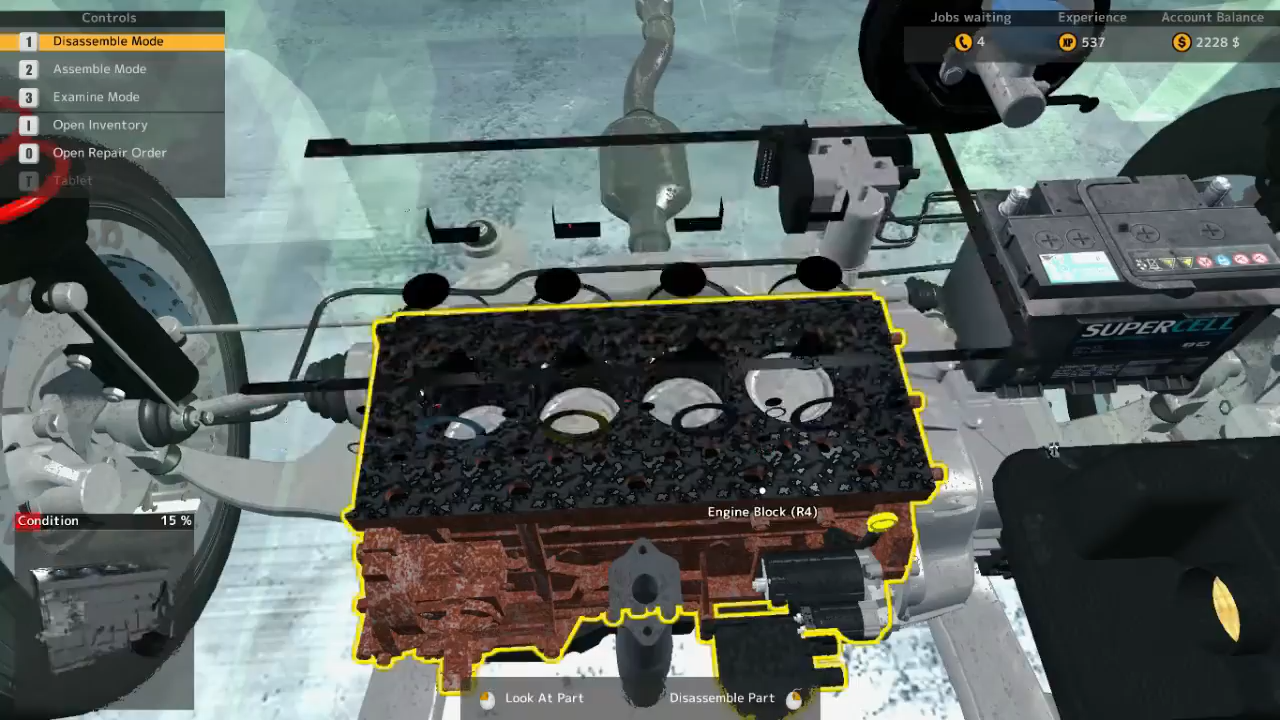 Controls
1 Disassemble Mode
2 Assemble Mode
3 Examine Mode
I Open Inventory
O Open Repair Order
T Tablet
Jobs waiting Experience Account Balance
4 XP 537 $ 2228 $
SUPERCELL
Engine Block (R4)
Condition 15 %
Look At Part Disassemble Part